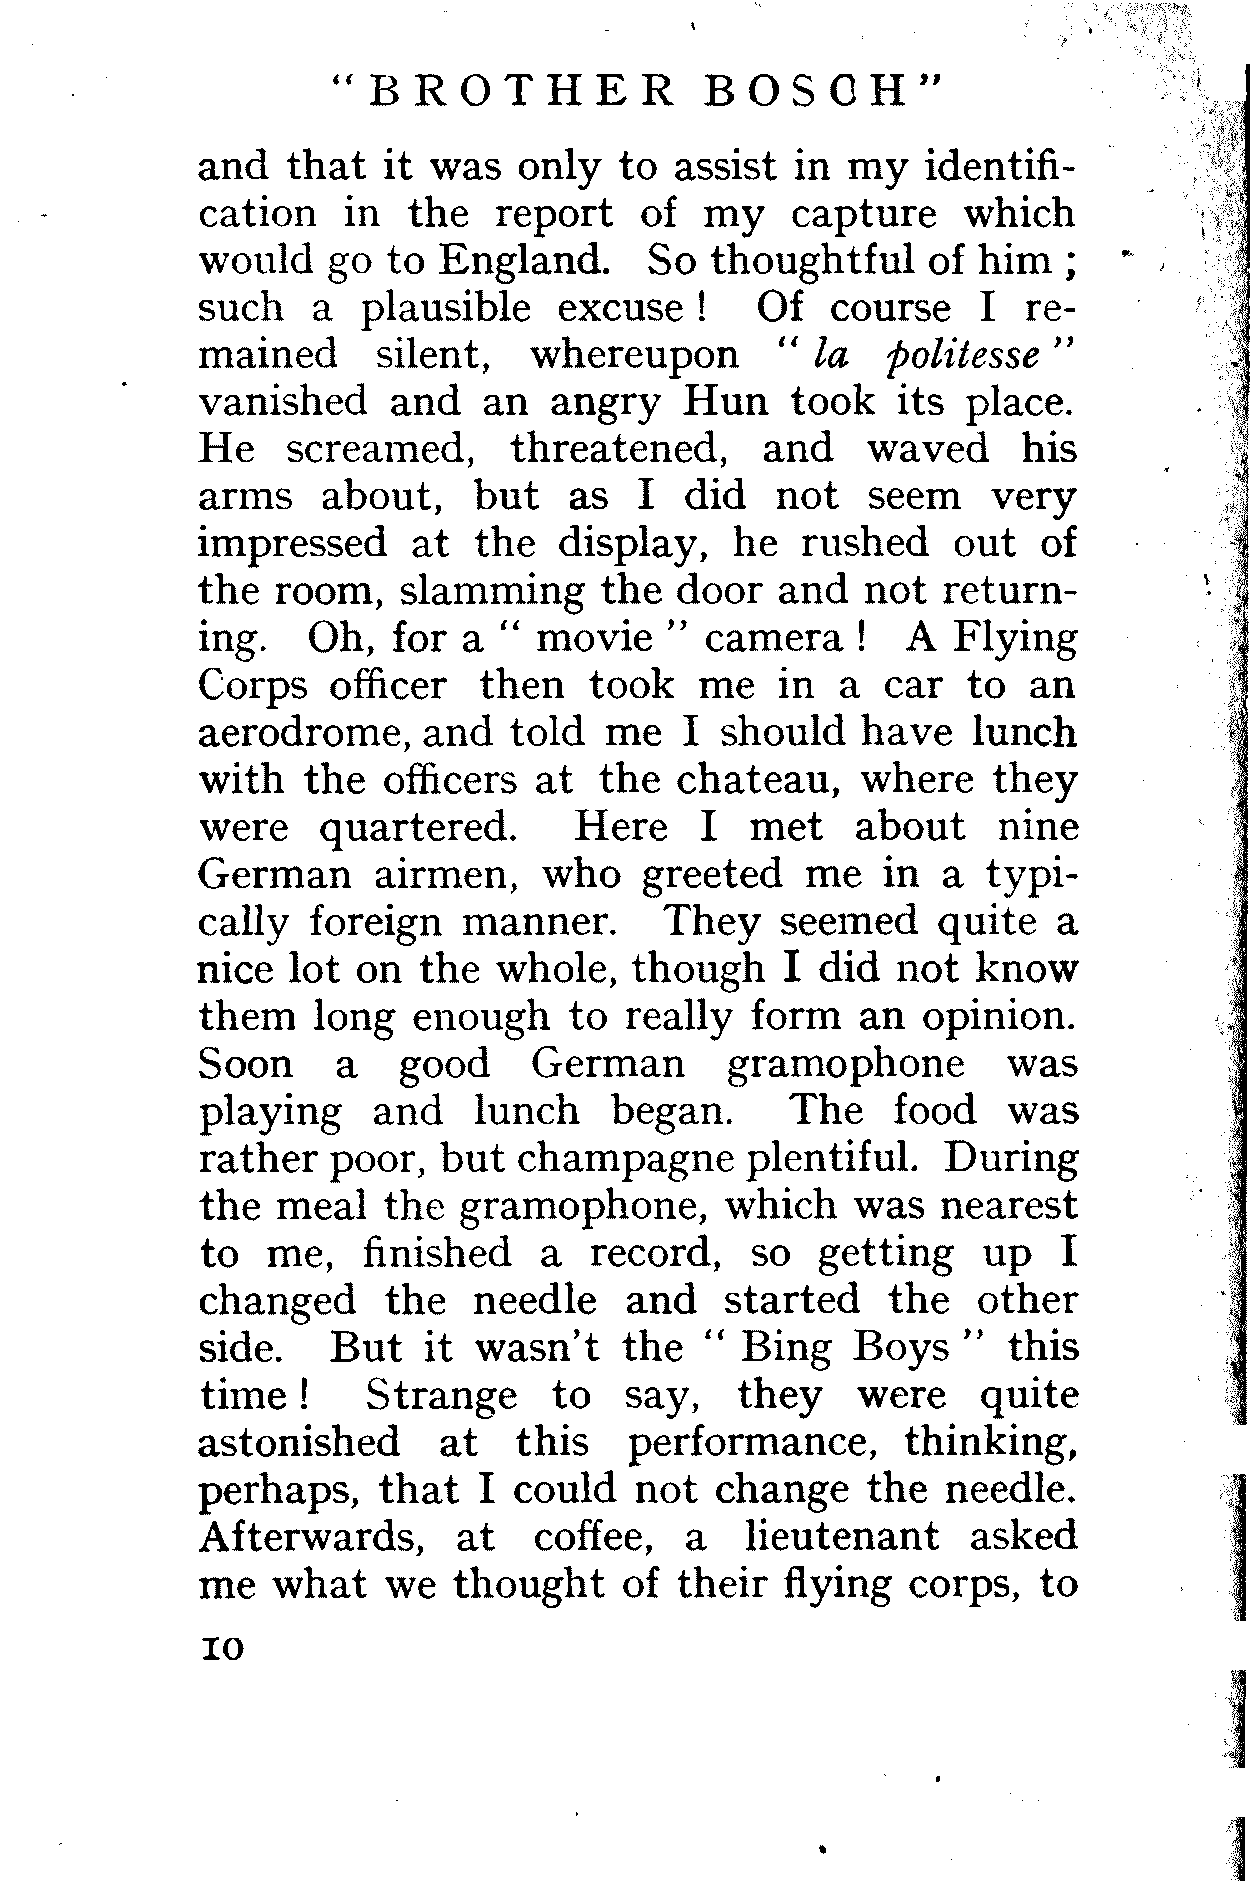 "BROTHER BOSCH"
and that it was only to assist in my identifi-
cation in the report of my capture which
would go to England. So thoughtful of him ;
such a plausible excuse ! Of course I re-
mained silent, whereupon " la politesse "
vanished and an angry Hun took its place.
He screamed, threatened, and waved his
arms about, but as I did not seem very
impressed at the display, he rushed out of
the room, slamming the door and not return-
ing. Oh, for a " movie " camera ! A Flying
Corps officer then took me in a car to an
aerodrome, and told me I should have lunch
with the officers at the chateau, where they
were quartered. Here I met about nine
German airmen, who greeted me in a typi-
cally foreign manner. They seemed quite a
nice lot on the whole, though I did not know
them long enough to really form an opinion.
Soon a good German gramophone was
playing and lunch began. The food was
rather poor, but champagne plentiful. During
the meal the gramophone, which was nearest
to me, finished a record, so getting up I
changed the needle and started the other
side. But it wasn't the " Bing Boys " this
time ! Strange to say, they were quite
astonished at this performance, thinking,
perhaps, that I could not change the needle.
Afterwards, at coffee, a lieutenant asked
me what we thought of their flying corps, to
10